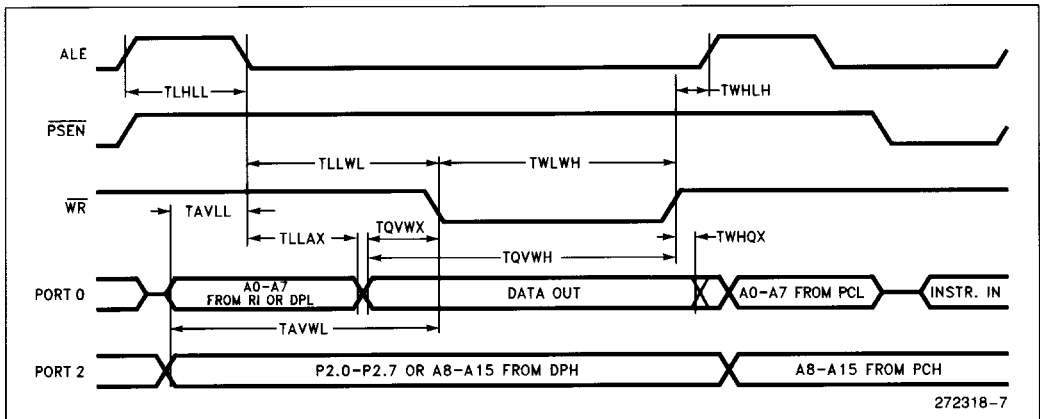 ALE
TLHLL
TWHLH
PSEN
TLLWL
TWLWH
WR
TAVLL
TQVWX
TLLAX
TWHQX
TQVWH
PORT 0
A0-A7
FROM RI OR DPL
DATA OUT
A0-A7 FROM PCL
INSTR. IN
TAVWL
PORT 2
P2.0-P2.7 OR A8-A15 FROM DPH
A8-A15 FROM PCH
272318-7